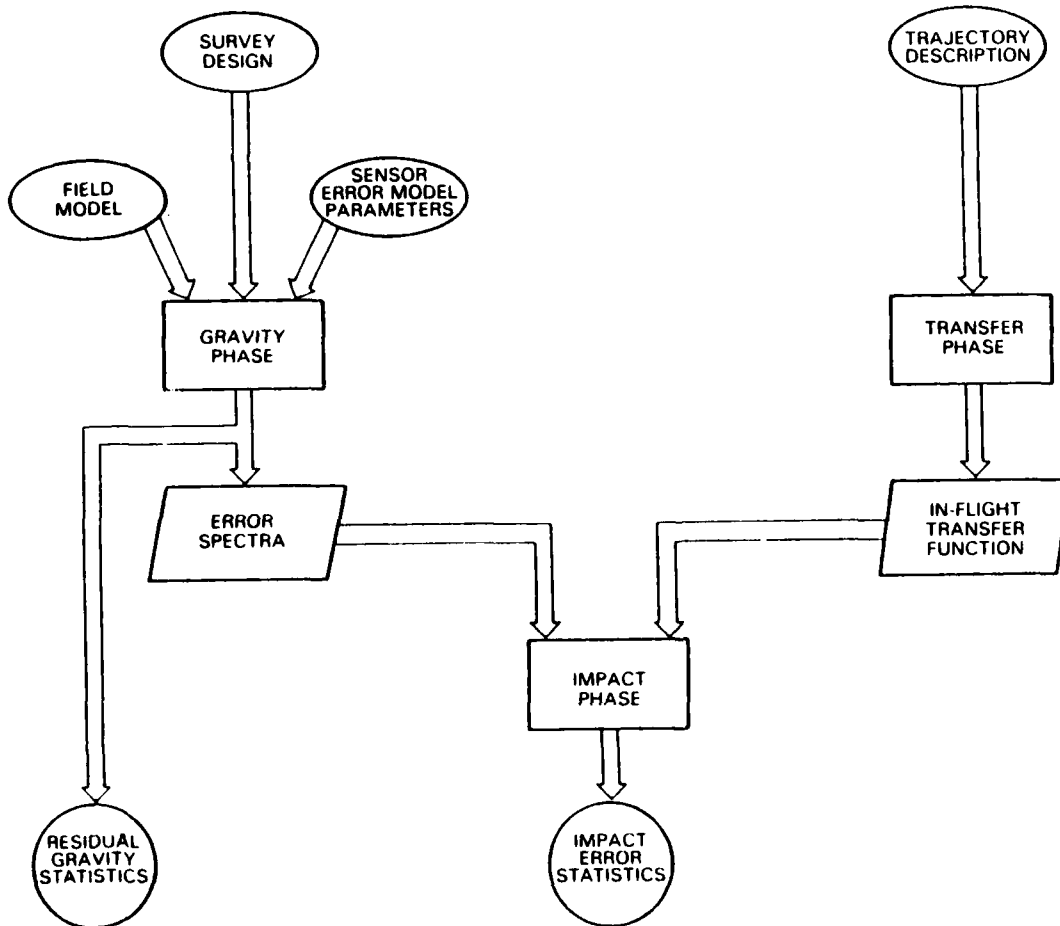 SURVEY
DESIGN
TRAJECTORY
DESCRIPTION
FIELD
MODEL
SENSOR
ERROR MODEL
PARAMETERS
GRAVITY
PHASE
TRANSFER
PHASE
ERROR
SPECTRA
IN-FLIGHT
TRANSFER
FUNCTION
IMPACT
PHASE
RESIDUAL
GRAVITY
STATISTICS
IMPACT
ERROR
STATISTICS